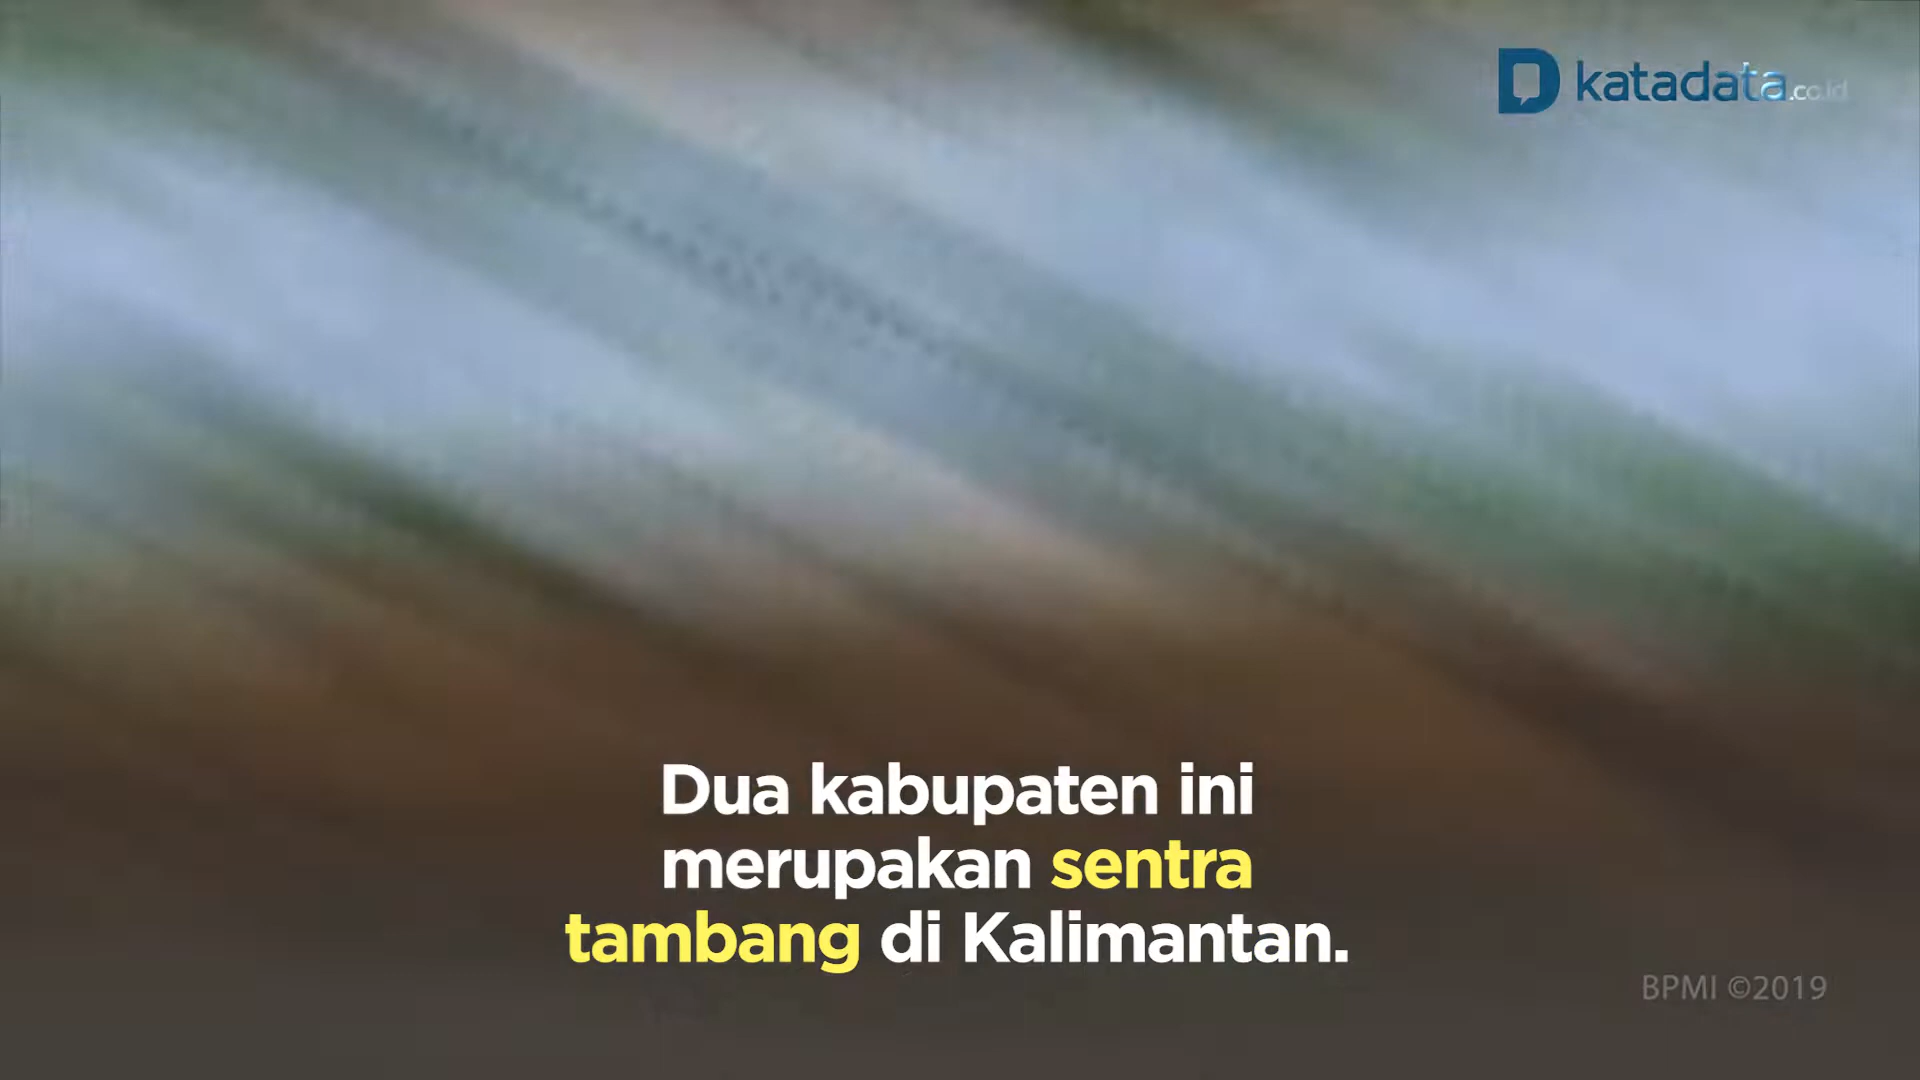 katadata.co.id
Dua kabupaten ini
merupakan sentra
tambang di Kalimantan.
BPMI ©2019